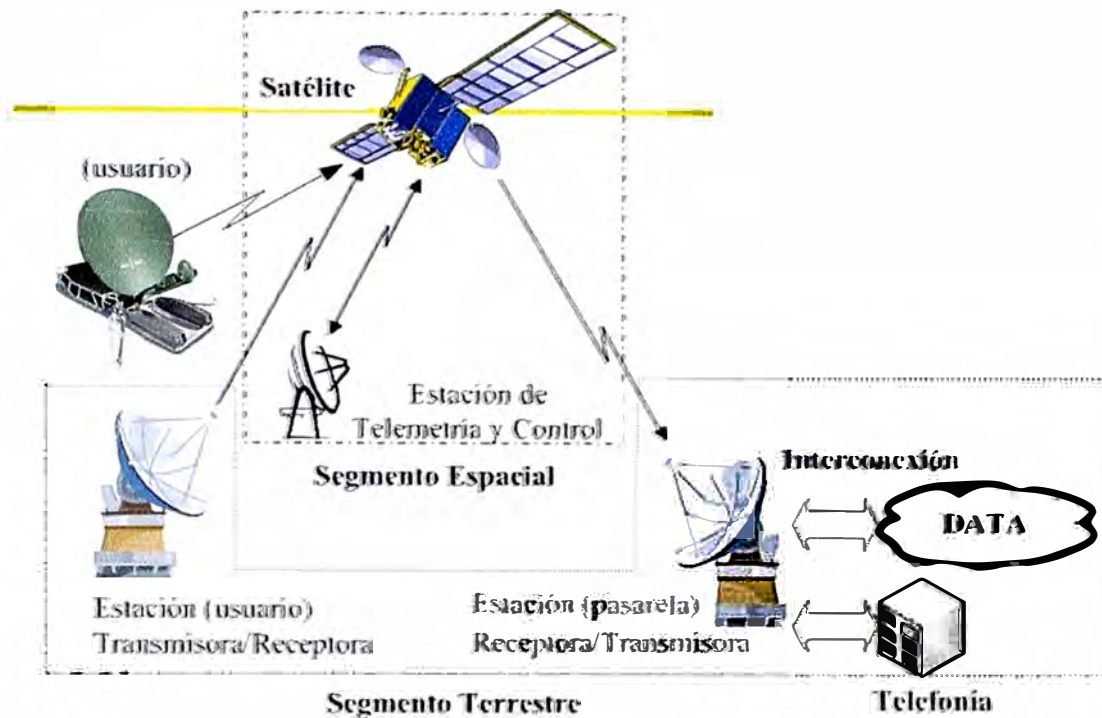 Satélite
(usuario)
Estación de
Telemetría y Control
Segmento Espacial
Interconexión
DATA
Estación (usuario)
Transmisora/Receptora
Estación (pasarela)
Receptora/Transmisora
Segmento Terrestre
Telefonía